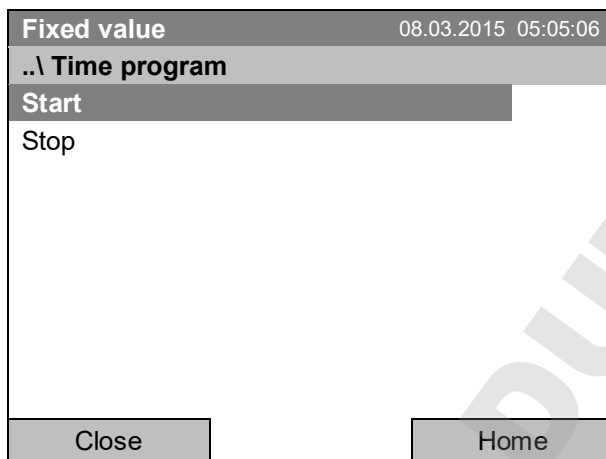 Fixed value 08.03.2015 05:05:06
..\ Time program
Start
Stop
Close Home